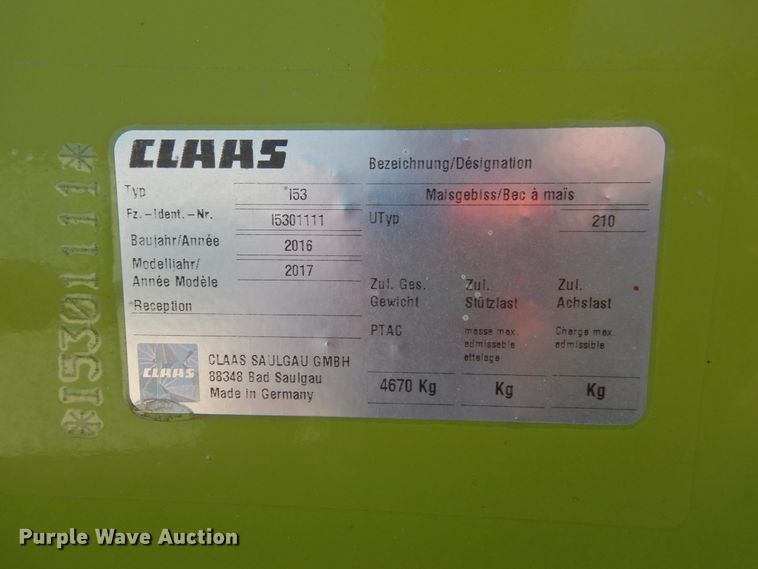 *I5301111*
CLAAS
Bezeichnung/Désignation
Typ I53 Maisgebiss/Bec à maïs
Fz.-Ident.-Nr. I5301111 UTyp 210
Baujahr/Année 2016
Modelljahr/
Année Modèle 2017
Zul. Ges. Zul. Zul.
Gewicht Stützlast Achslast
Reception
PTAC masse max. Charge max.
admissable admissible
attelage
CLAAS
CLAAS SAULGAU GMBH
88348 Bad Saulgau
Made in Germany
4670 Kg Kg Kg
Purple Wave Auction